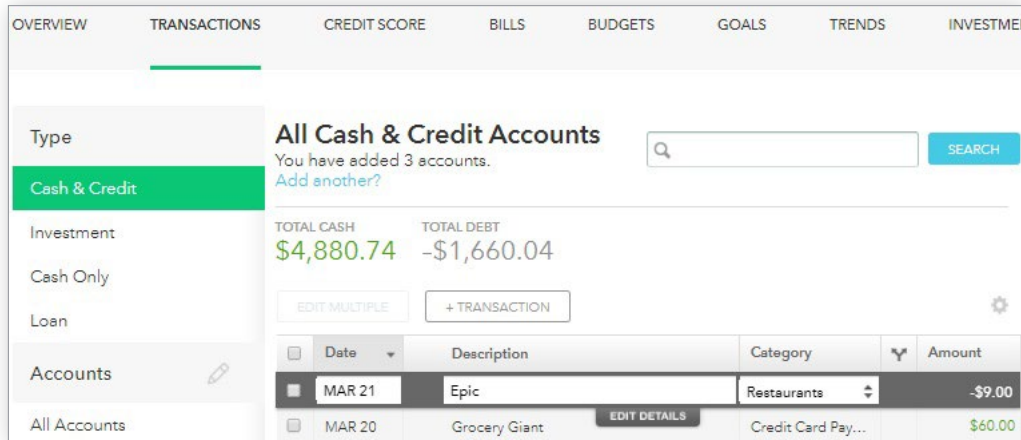 OVERVIEW TRANSACTIONS CREDIT SCORE BILLS BUDGETS GOALS TRENDS INVESTME
Type
Cash & Credit
Investment
Cash Only
Loan
Accounts
All Accounts
All Cash & Credit Accounts
You have added 3 accounts.
Add another?
SEARCH
TOTAL CASH TOTAL DEBT
$4,880.74 -$1,660.04
EDIT MULTIPLE + TRANSACTION
Date Description Category Amount
MAR 21 Epic Restaurants -$9.00
EDIT DETAILS
MAR 20 Grocery Giant Credit Card Pay... $60.00